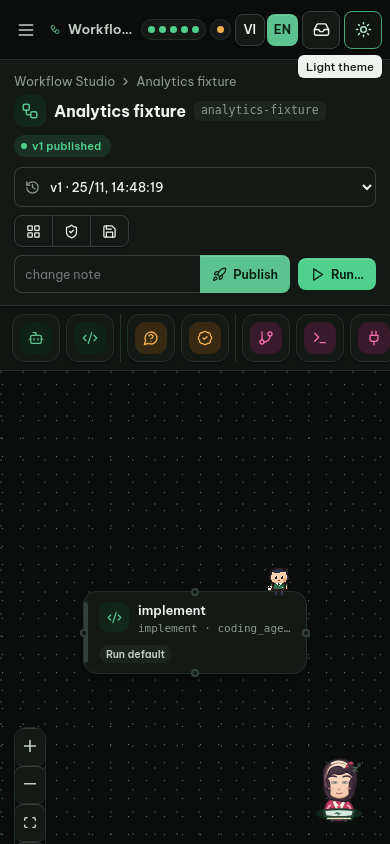 Workflo...
VI
EN
Light theme
Workflow Studio
Analytics fixture
Analytics fixture
analytics-fixture
v1 published
v1 · 25/11, 14:48:19
change note
Publish
Run...
implement
implement · coding_age...
Run default